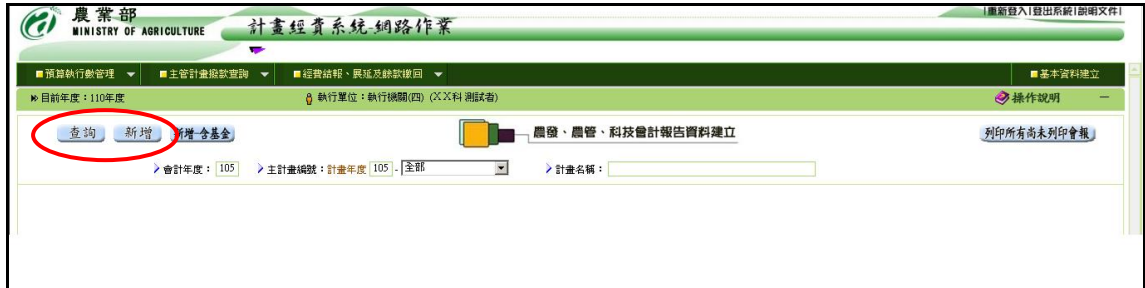 農業部
MINISTRY OF AGRICULTURE
計畫經費系統-網路作業
|重新登入|登出系統|說明文件|
■預算執行數管理 ■主管計畫撥款查詢 ■經費結報、展延及餘款繳回 ■基本資料建立
目前年度：110年度 執行單位：執行機關(四) (XX科 測試者) 操作說明
查詢 新增 新增-含基金 農發、農管、科技會計報告資料建立 列印所有尚未列印會報
會計年度： 105 主計畫編號：計畫年度 105 - 全部 計畫名稱：